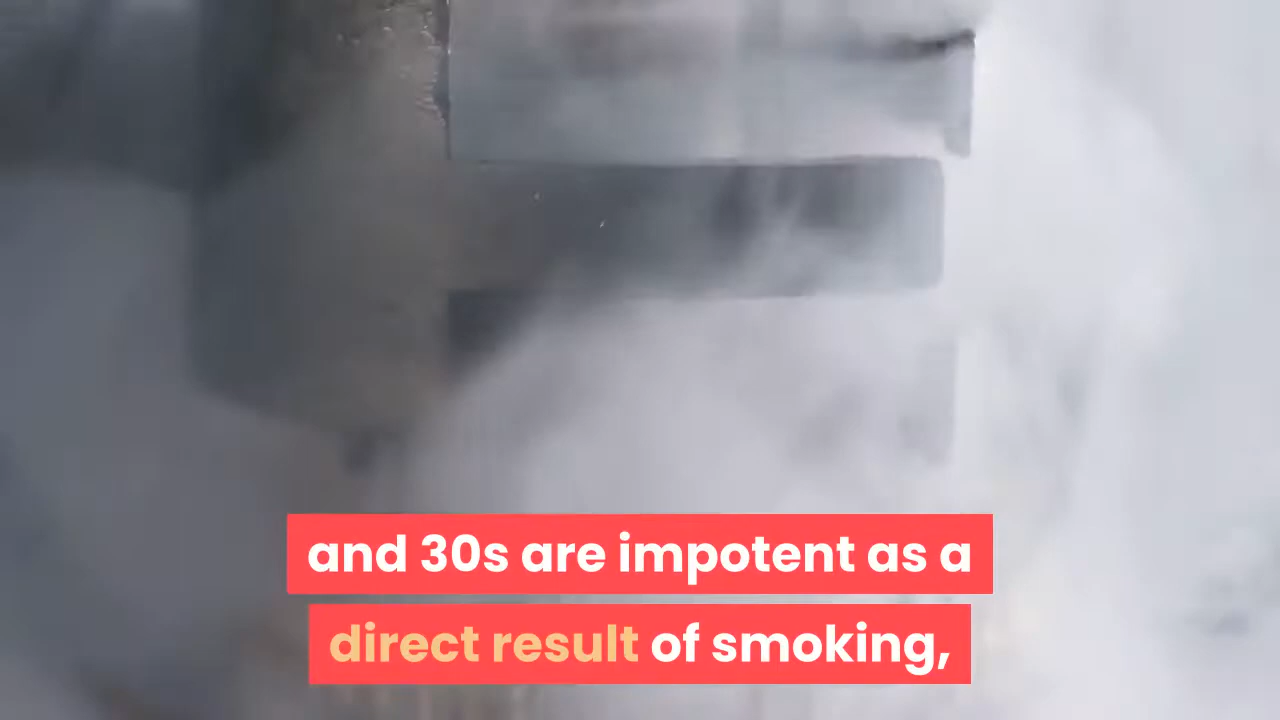 and 30s are impotent as a
direct result of smoking,